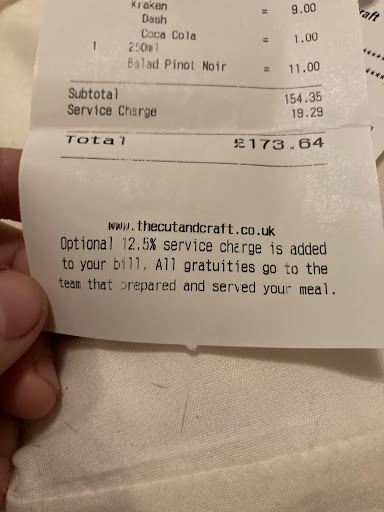 Kraken = 9.00
Dash
Coca Cola = 1.00
1 250ml
Balad Pinot Noir = 11.00
Subtotal 154.35
Service Charge 19.29
Total £173.64
www.thecutandcraft.co.uk
Optional 12.5% service charge is added
to your bill. All gratuities go to the
team that prepared and served your meal.